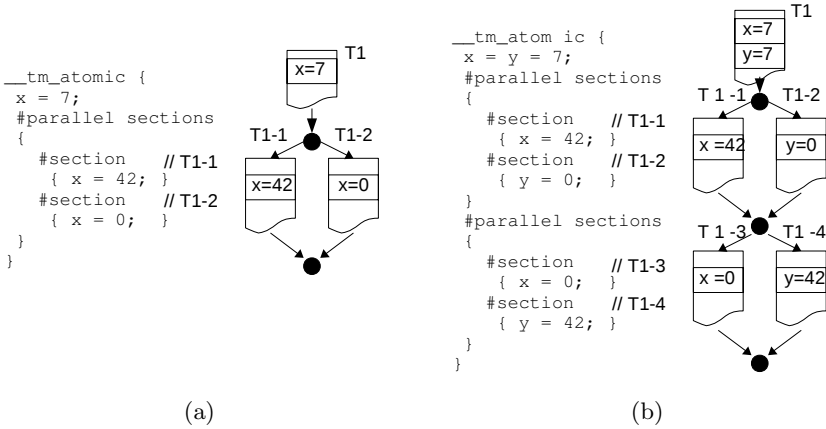 __tm_atomic {
x = 7;
#parallel sections
{
#section // T1-1
{ x = 42; }
#section // T1-2
{ x = 0; }
}
}
T1
x=7
T1-1 T1-2
x=42 x=0
(a)
__tm_atom ic {
x = y = 7;
#parallel sections
{
#section // T1-1
{ x = 42; }
#section // T1-2
{ y = 0; }
}
#parallel sections
{
#section // T1-3
{ x = 0; }
#section // T1-4
{ y = 42; }
}
}
T1
x=7
y=7
T 1 -1 T1-2
x =42 y=0
T 1 -3 T1 -4
x =0 y=42
(b)